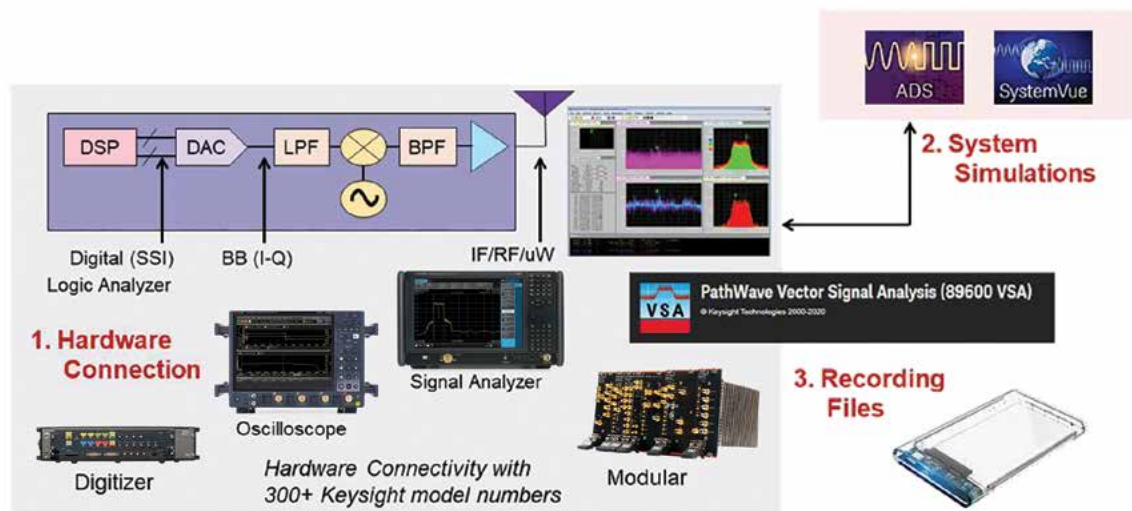 ADS
SystemVue
2. System
Simulations
DSP
DAC
LPF
BPF
Digital (SSI)
Logic Analyzer
BB (I-Q)
IF/RF/uW
VSA
PathWave Vector Signal Analysis (89600 VSA)
© Keysight Technologies 2000-2020
1. Hardware
Connection
Oscilloscope
Signal Analyzer
Digitizer
Hardware Connectivity with
300+ Keysight model numbers
Modular
3. Recording
Files